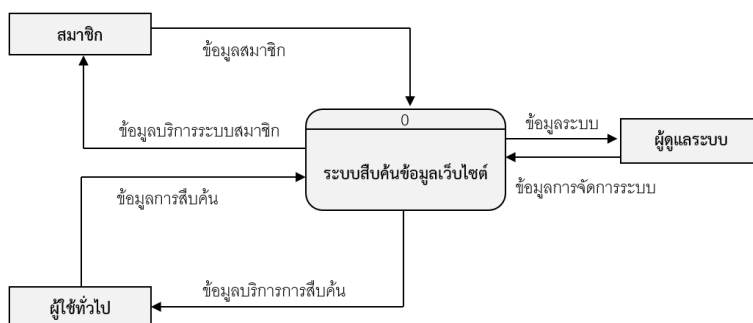 สมาชิก
ข้อมูลสมาชิก
ข้อมูลบริการระบบสมาชิก
0
ระบบสืบค้นข้อมูลเว็บไซต์
ข้อมูลระบบ
ผู้ดูแลระบบ
ข้อมูลการจัดการระบบ
ข้อมูลการสืบค้น
ข้อมูลบริการการสืบค้น
ผู้ใช้ทั่วไป